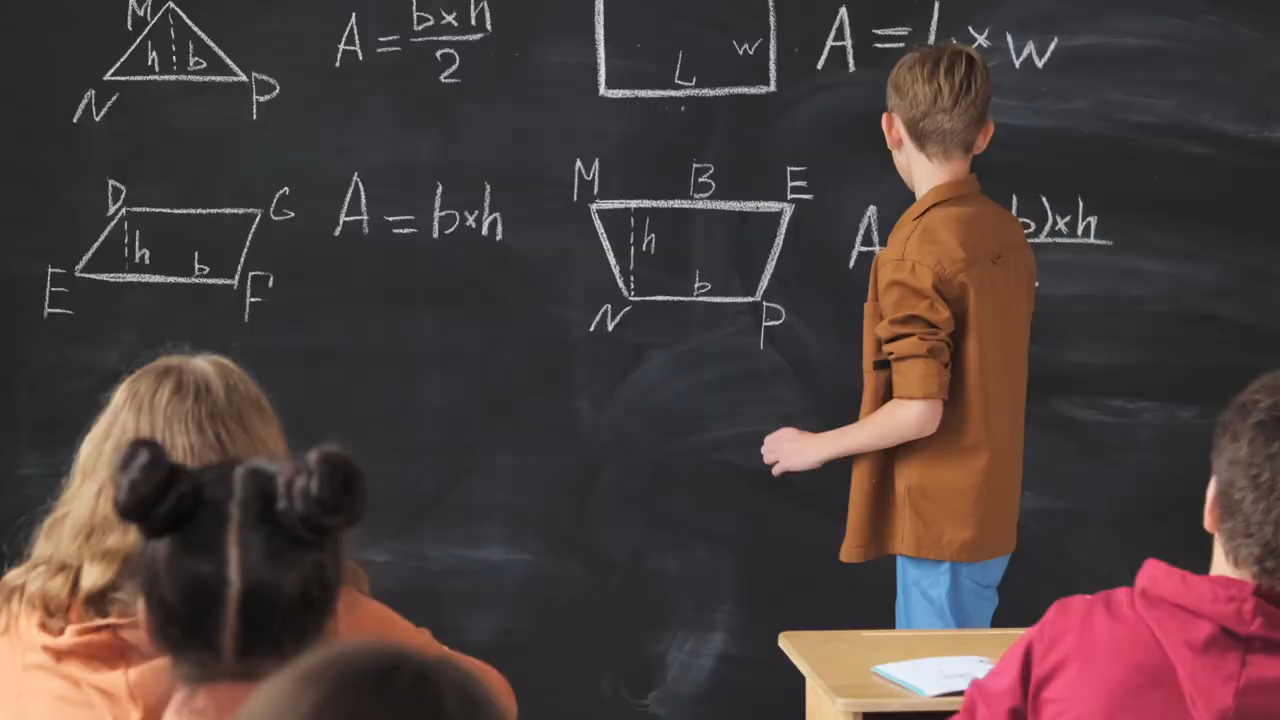 M
h b
N P
A = b×h
2
w
L
A = L × w
D G
h
b
E F
A = b×h
M B E
h
b
N P
A b)×h